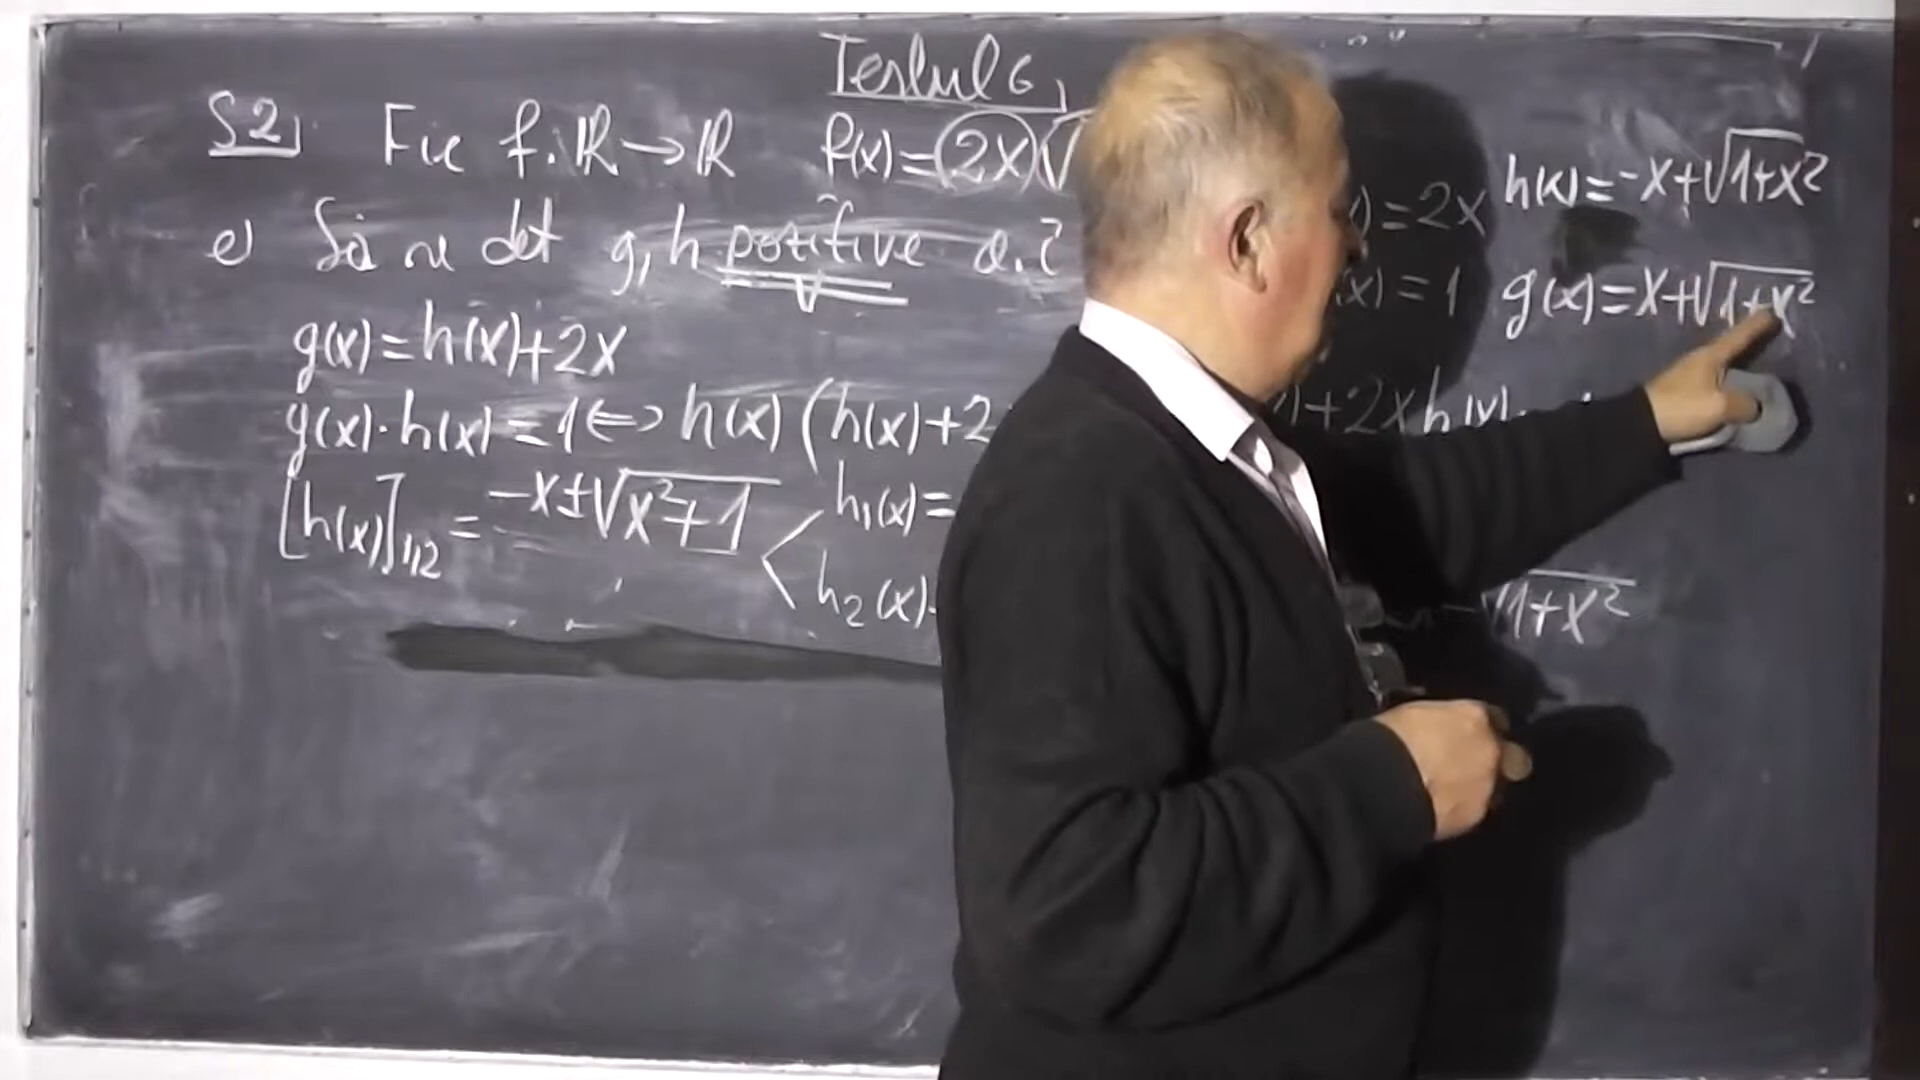 Testul 6,
S2) Fie f:ℝ→ℝ f(x)=(2x)√
e) Să se det g,h pozitive a.î
)=2x
(x)=1
h(x)=-x+√1+x²
g(x)=x+√1+x²
g(x)=h(x)+2x
g(x)·h(x)=1⇔h(x)(h(x)+2 )+2xh(x)
[h(x)]1,2=-x±√x²+1
h₁(x)=
h₂(x) -√1+x²